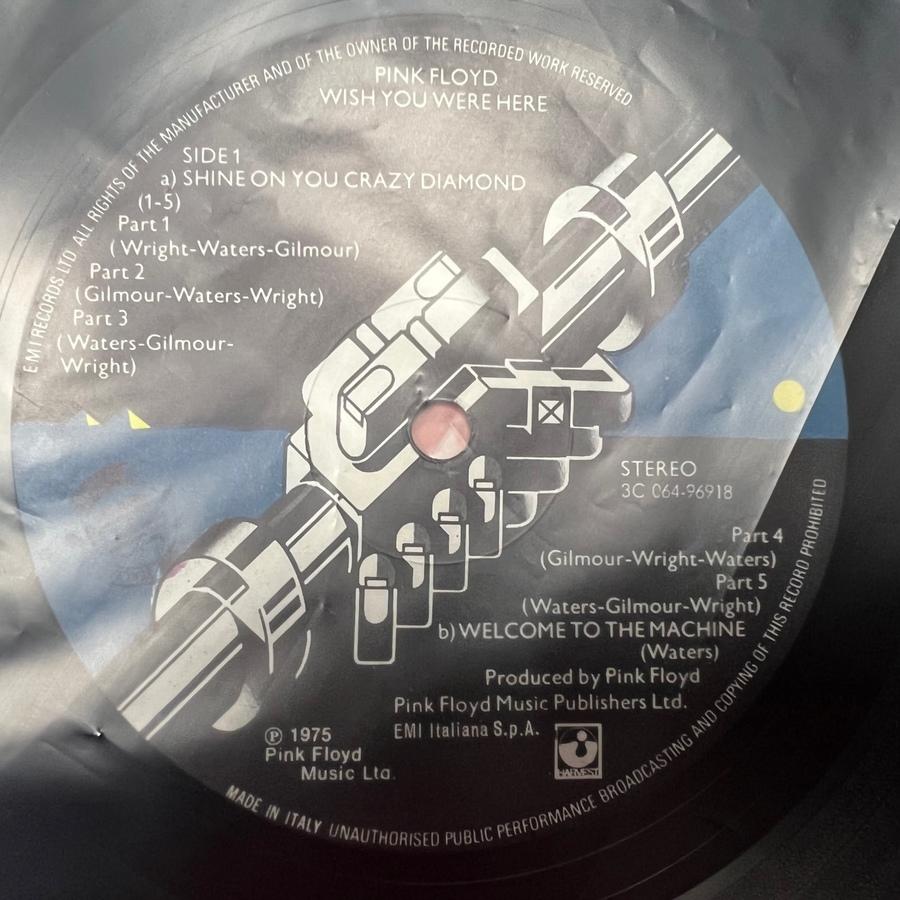 EMI RECORDS LTD ALL RIGHTS OF THE MANUFACTURER AND OF THE OWNER OF THE RECORDED WORK RESERVED
PINK FLOYD
WISH YOU WERE HERE
SIDE 1
a) SHINE ON YOU CRAZY DIAMOND
(1-5)
Part 1
(Wright-Waters-Gilmour)
Part 2
(Gilmour-Waters-Wright)
Part 3
(Waters-Gilmour-
Wright)
STEREO
3C 064-96918
Part 4
(Gilmour-Wright-Waters)
Part 5
(Waters-Gilmour-Wright)
b) WELCOME TO THE MACHINE
(Waters)
Produced by Pink Floyd
Pink Floyd Music Publishers Ltd.
EMI Italiana S.p.A.
℗ 1975
Pink Floyd
Music Ltd.
HARVEST
MADE IN ITALY UNAUTHORISED PUBLIC PERFORMANCE BROADCASTING AND COPYING OF THIS RECORD PROHIBITED